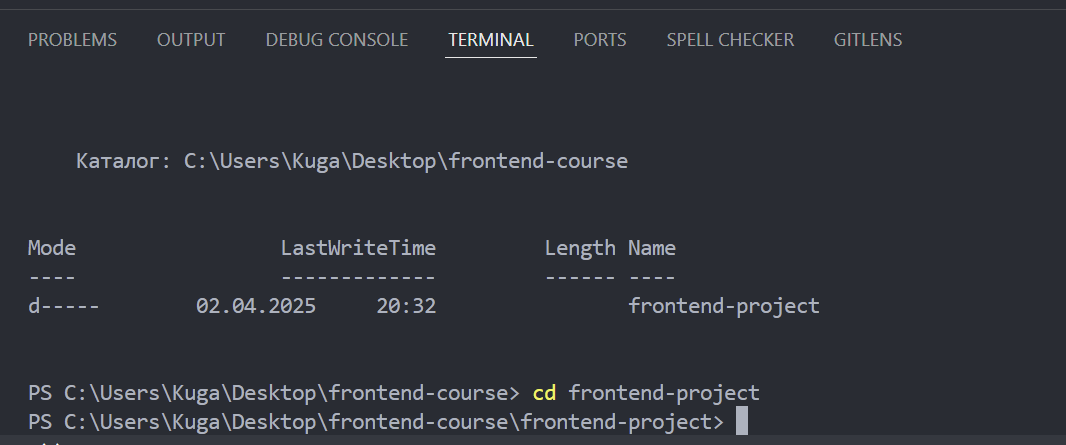 PROBLEMS OUTPUT DEBUG CONSOLE TERMINAL PORTS SPELL CHECKER GITLENS
Каталог: C:\Users\Kuga\Desktop\frontend-course
Mode LastWriteTime Length Name
---- ------------- ------ ----
d----- 02.04.2025 20:32 frontend-project
PS C:\Users\Kuga\Desktop\frontend-course> cd frontend-project
PS C:\Users\Kuga\Desktop\frontend-course\frontend-project>